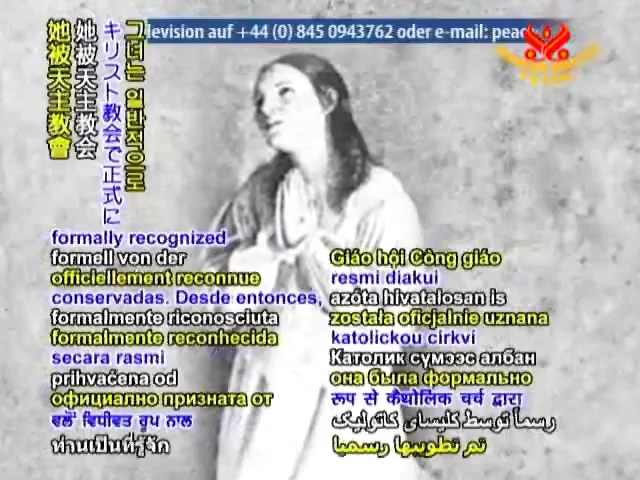 levision auf +44 (0) 845 0943762 oder e-mail: peac
她被天主教會
她被天主教会
キリスト教会で正式に
그녀는 일반적으로
formally recognized
formell von der
officiellement reconnue
conservadas. Desde entonces,
formalmente riconosciuta
formalmente reconhecida
secara rasmi
prihvaćena od
официално призната от
ਵਲੋਂ ਵਿਧੀਵਤ ਰੂਪ ਨਾਲ
ท่านเป็นที่รู้จัก
Giáo hội Công giáo
resmi diakui
azóta hivatalosan is
została oficjalnie uznana
katolickou cirkví
Католик сүмээс албан
она была формально
रूप से कैथोलिक चर्च द्वारा
رسماً توسط کلیسای کاتولیک
تم تطويبها رسميا